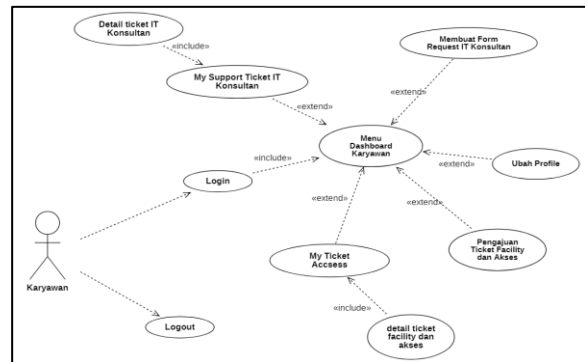 Detail ticket IT
Konsultan
«include»
Membuat Form
Request IT Konsultan
My Support Ticket IT
Konsultan
«extend»
«extend»
Menu
Dashboard
Karyawan
«include»
Ubah Profile
«extend»
Login
«extend»
«extend»
Pengajuan
Ticket Facility
dan Akses
My Ticket
Accsess
Karyawan
«include»
Logout
detail ticket
facility dan
akses